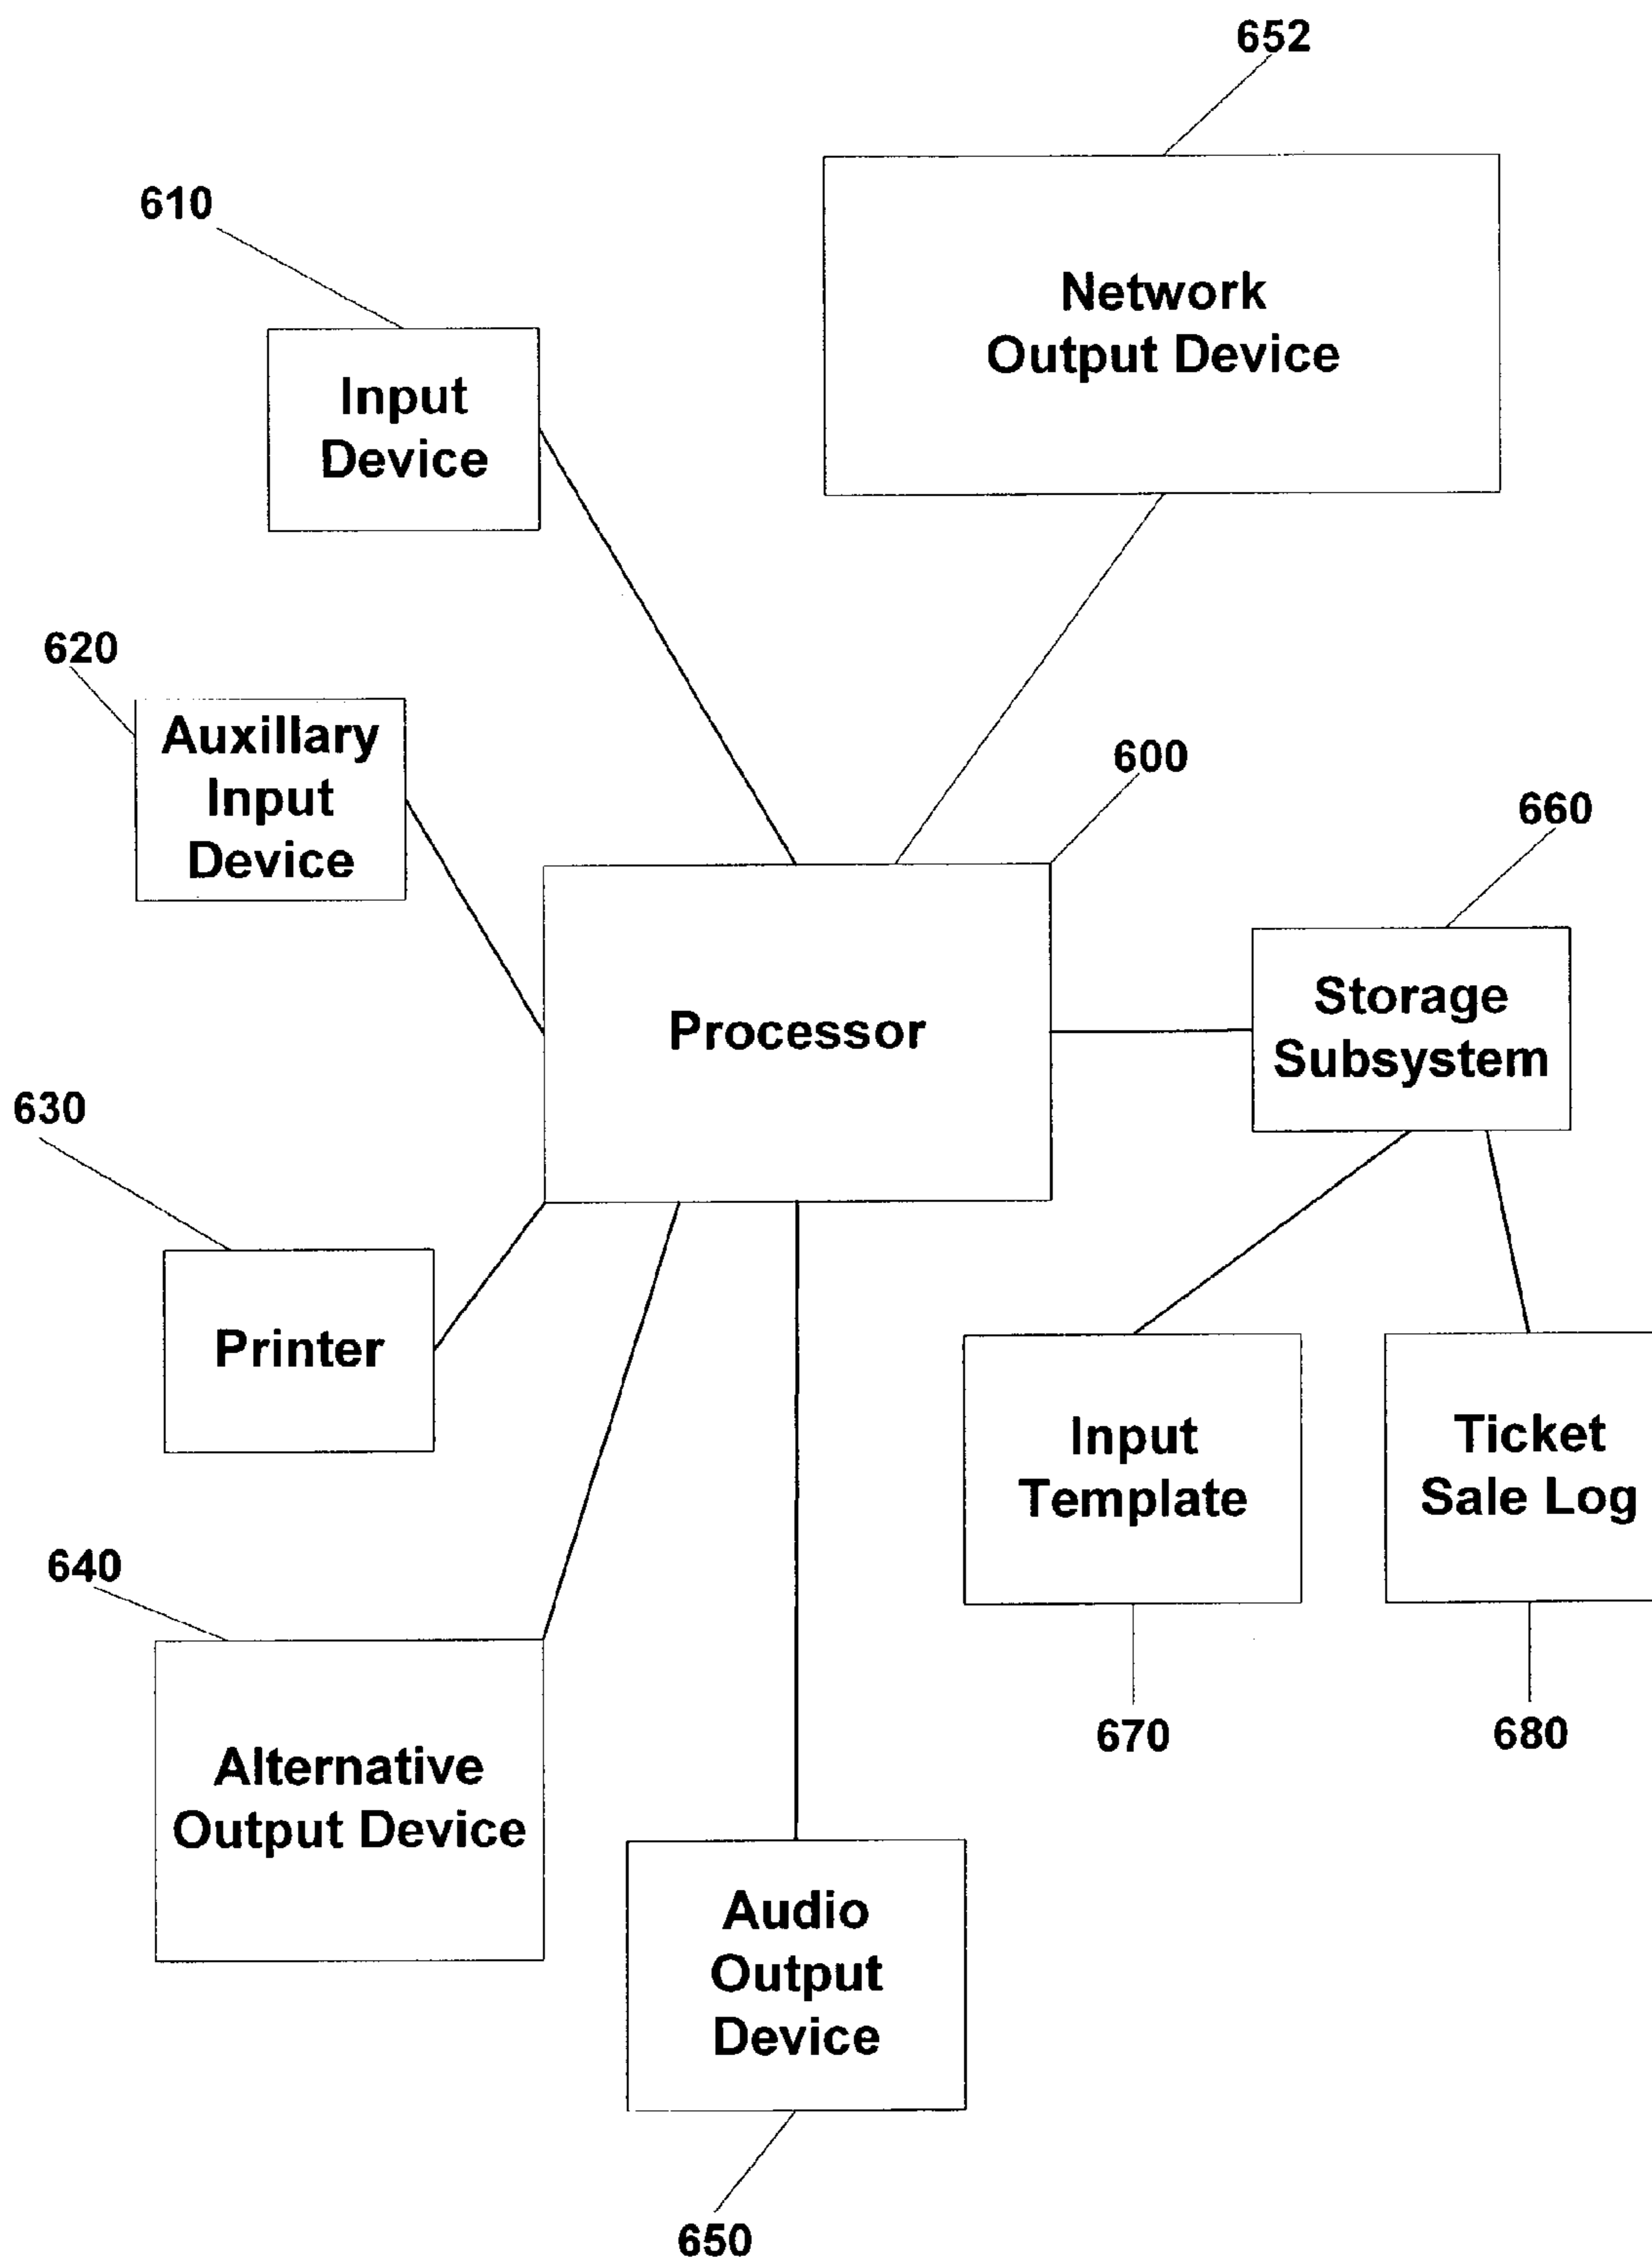 652
610
Network
Output Device
Input
Device
620
Auxillary
Input
Device
600
660
Processor
Storage
Subsystem
630
Printer
Input
Template
Ticket
Sale Log
640
670
680
Alternative
Output Device
Audio
Output
Device
650